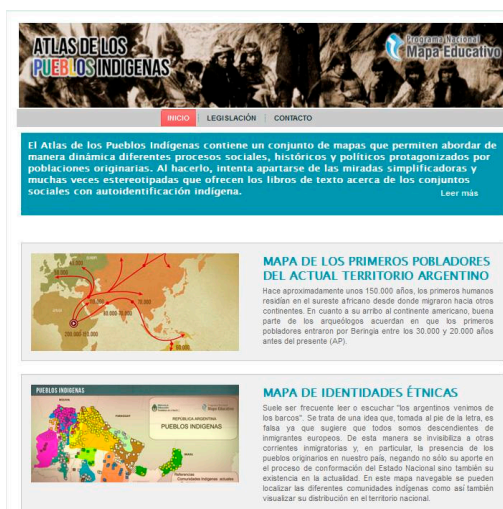 ATLAS DE LOS
PUEBLOS INDIGENAS
Programa Nacional
Mapa Educativo
INICIO
LEGISLACIÓN
CONTACTO
El Atlas de los Pueblos Indígenas contiene un conjunto de mapas que permiten abordar de
manera dinámica diferentes procesos sociales, históricos y políticos protagonizados por
poblaciones originarias. Al hacerlo, intenta apartarse de las miradas simplificadoras y
muchas veces estereotipadas que ofrecen los libros de texto acerca de los conjuntos
sociales con autoidentificación indígena.
Leer más
MAPA DE LOS PRIMEROS POBLADORES
DEL ACTUAL TERRITORIO ARGENTINO
Hace aproximadamente unos 150.000 años, los primeros humanos
residían en el sureste africano desde donde migraron hacia otros
continentes. En cuanto a su arribo al continente americano, buena
parte de los arqueólogos acuerdan en que los primeros
pobladores entraron por Beringia entre los 30.000 y 20.000 años
antes del presente (AP).
PUEBLOS INDIGENAS
Mapa Educativo
REPÚBLICA ARGENTINA
PUEBLOS INDIGENAS
Referencias
Comunidades indígenas actuales
MAPA DE IDENTIDADES ÉTNICAS
Suele ser frecuente leer o escuchar "los argentinos venimos de
los barcos". Se trata de una idea que, tomada al pie de la letra, es
falsa ya que sugiere que todos somos descendientes de
inmigrantes europeos. De esta manera se invisibiliza a otras
corrientes inmigratorias y, en particular, la presencia de los
pueblos originarios en nuestro país, negando no sólo su aporte en
el proceso de conformación del Estado Nacional sino también su
existencia en la actualidad. En este mapa navegable se pueden
localizar las diferentes comunidades indígenas como así también
visualizar su distribución en el territorio nacional.